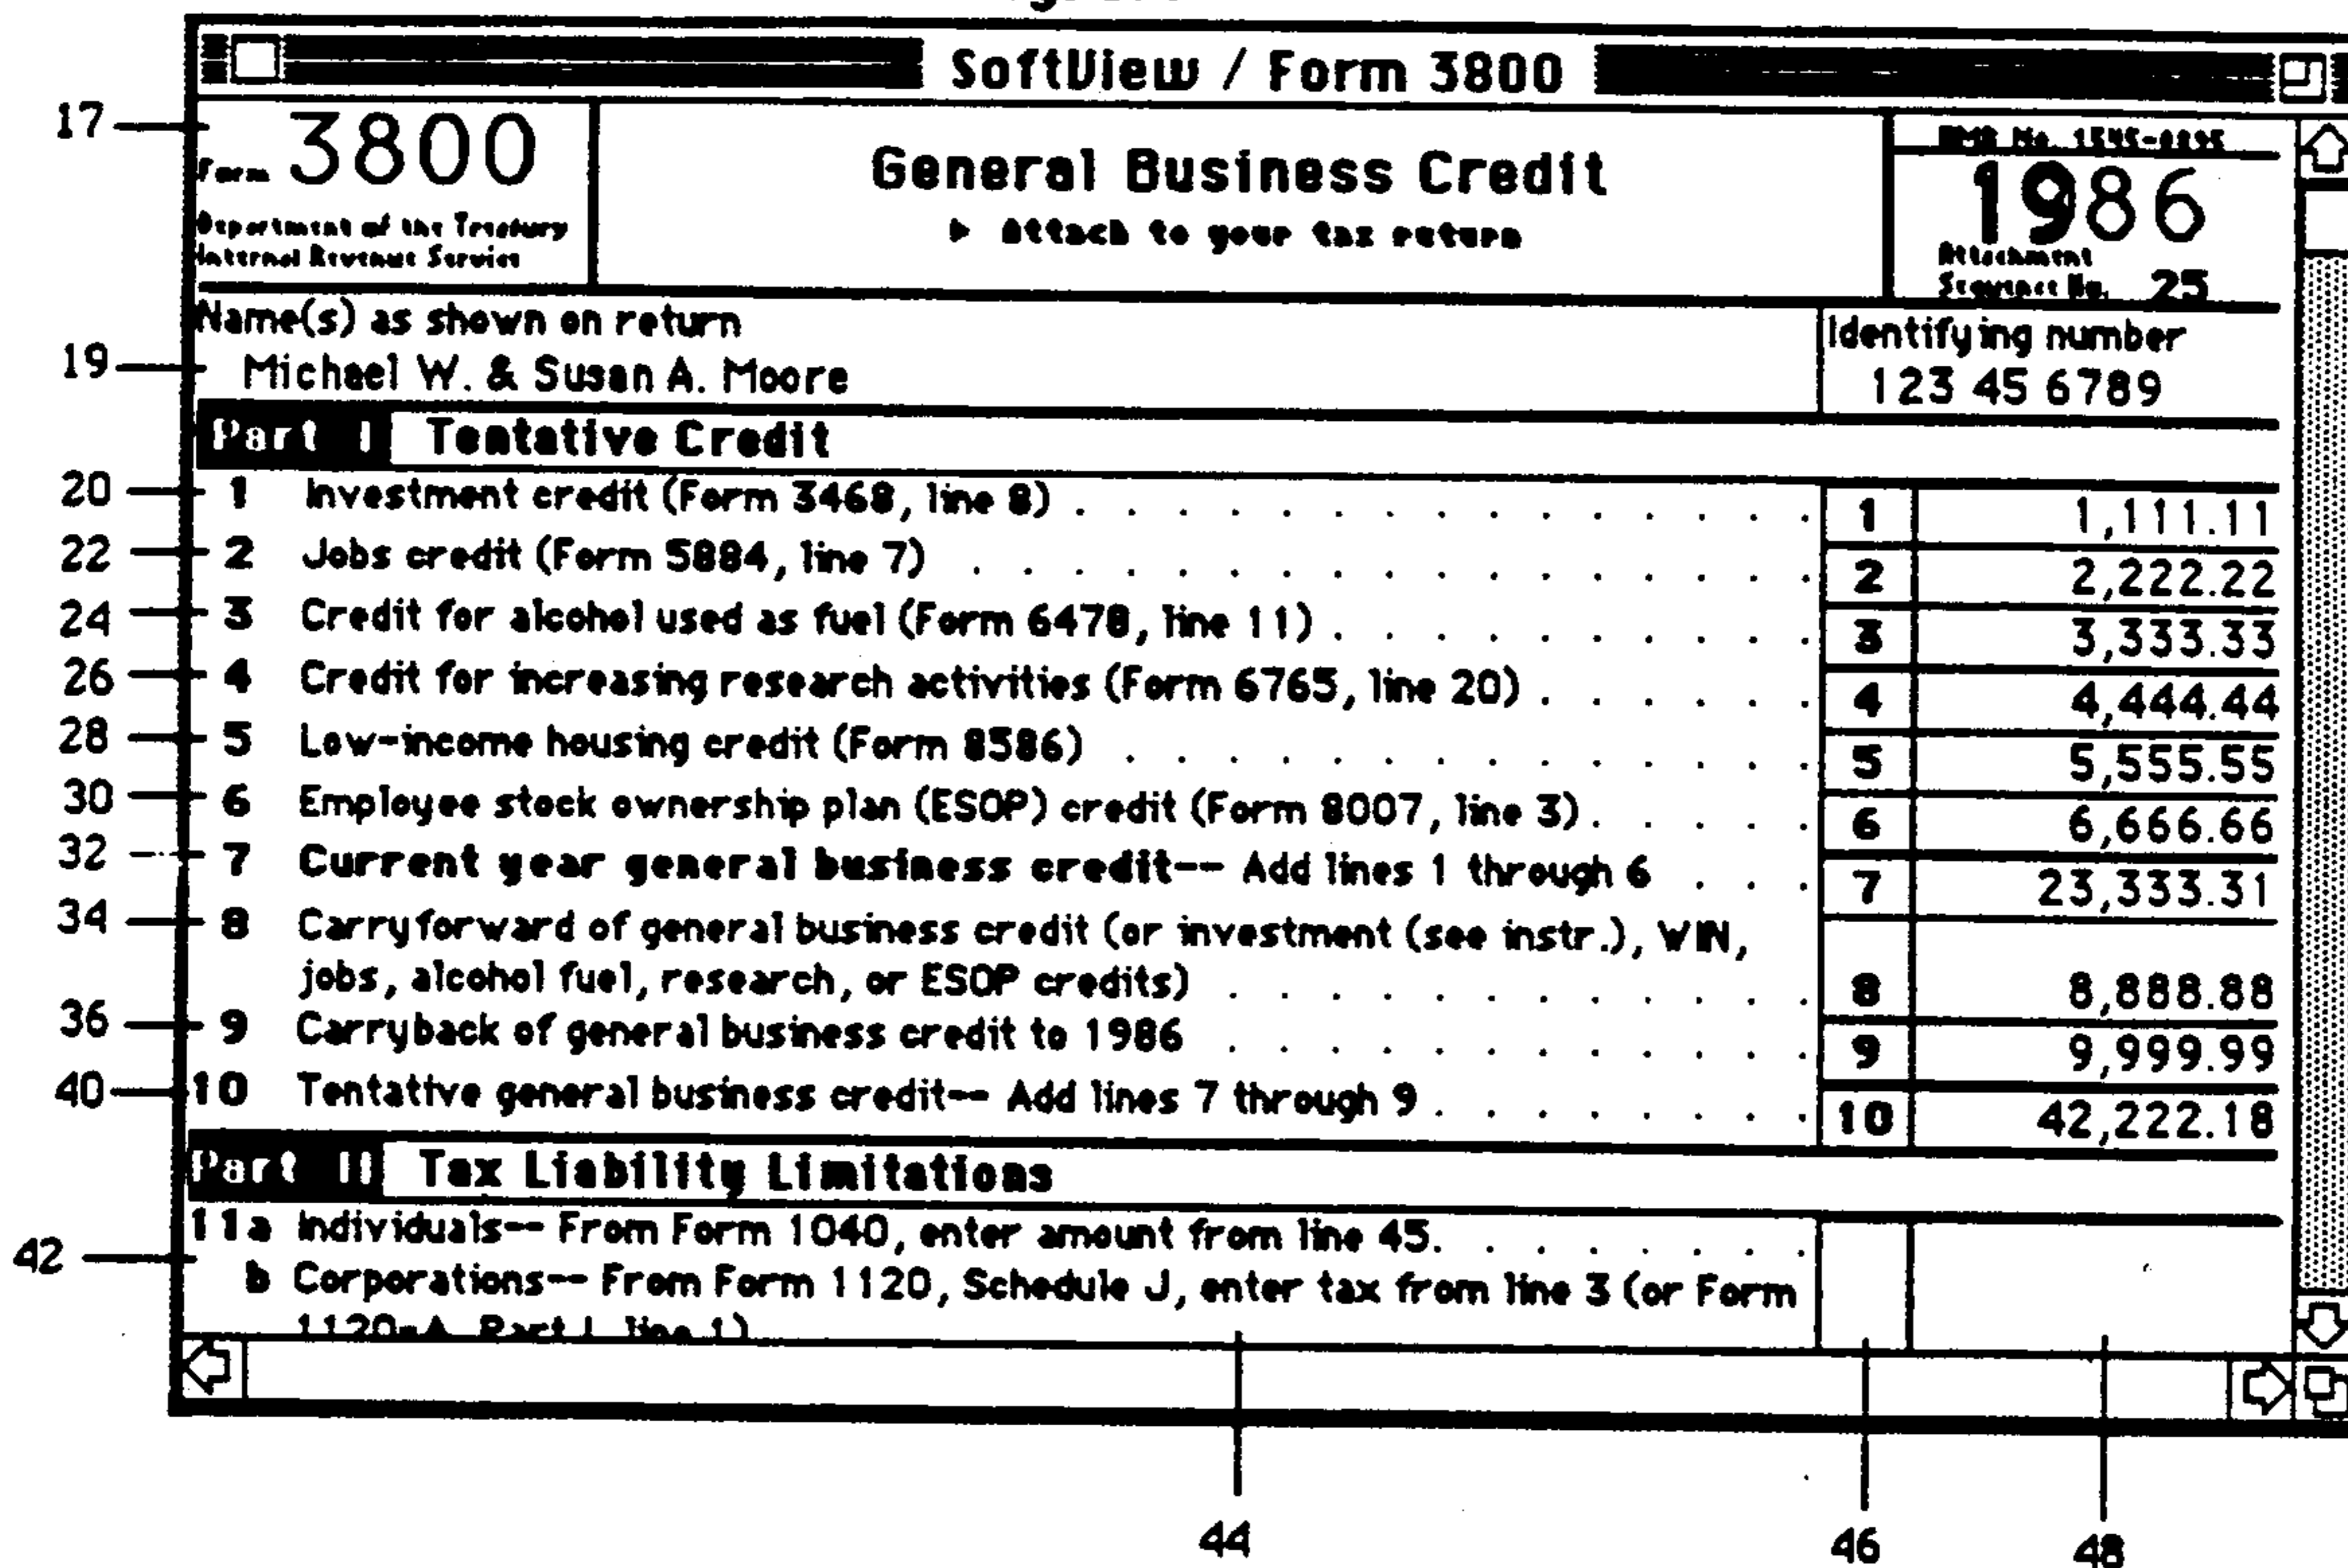 SoftView / Form 3800
17
Form 3800
General Business Credit
OMB No. 1545-0895
1986
Department of the Treasury
Internal Revenue Service
▶ Attach to your tax return
Attachment
Sequence No. 25
Name(s) as shown on return
Identifying number
19
Michael W. & Susan A. Moore
123 45 6789
Part I Tentative Credit
20 1 Investment credit (Form 3468, line 8) . . . . . . . . . . . . . . . 1 1,111.11
22 2 Jobs credit (Form 5884, line 7) . . . . . . . . . . . . . . . . . 2 2,222.22
24 3 Credit for alcohol used as fuel (Form 6478, line 11) . . . . . . . . . . 3 3,333.33
26 4 Credit for increasing research activities (Form 6765, line 20) . . . . . . 4 4,444.44
28 5 Low-income housing credit (Form 8586) . . . . . . . . . . . . . . 5 5,555.55
30 6 Employee stock ownership plan (ESOP) credit (Form 8007, line 3) . . . . . 6 6,666.66
32 7 Current year general business credit-- Add lines 1 through 6 . . . 7 23,333.31
34 8 Carryforward of general business credit (or investment (see instr.), WIN,
jobs, alcohol fuel, research, or ESOP credits) . . . . . . . . . . . . 8 8,888.88
36 9 Carryback of general business credit to 1986 . . . . . . . . . . . . 9 9,999.99
40 10 Tentative general business credit-- Add lines 7 through 9 . . . . . . . . 10 42,222.18
Part II Tax Liability Limitations
11a Individuals-- From Form 1040, enter amount from line 45. . . . . . . .
42
b Corporations-- From Form 1120, Schedule J, enter tax from line 3 (or Form
1120-A, Part I, line 1)
44 46 48